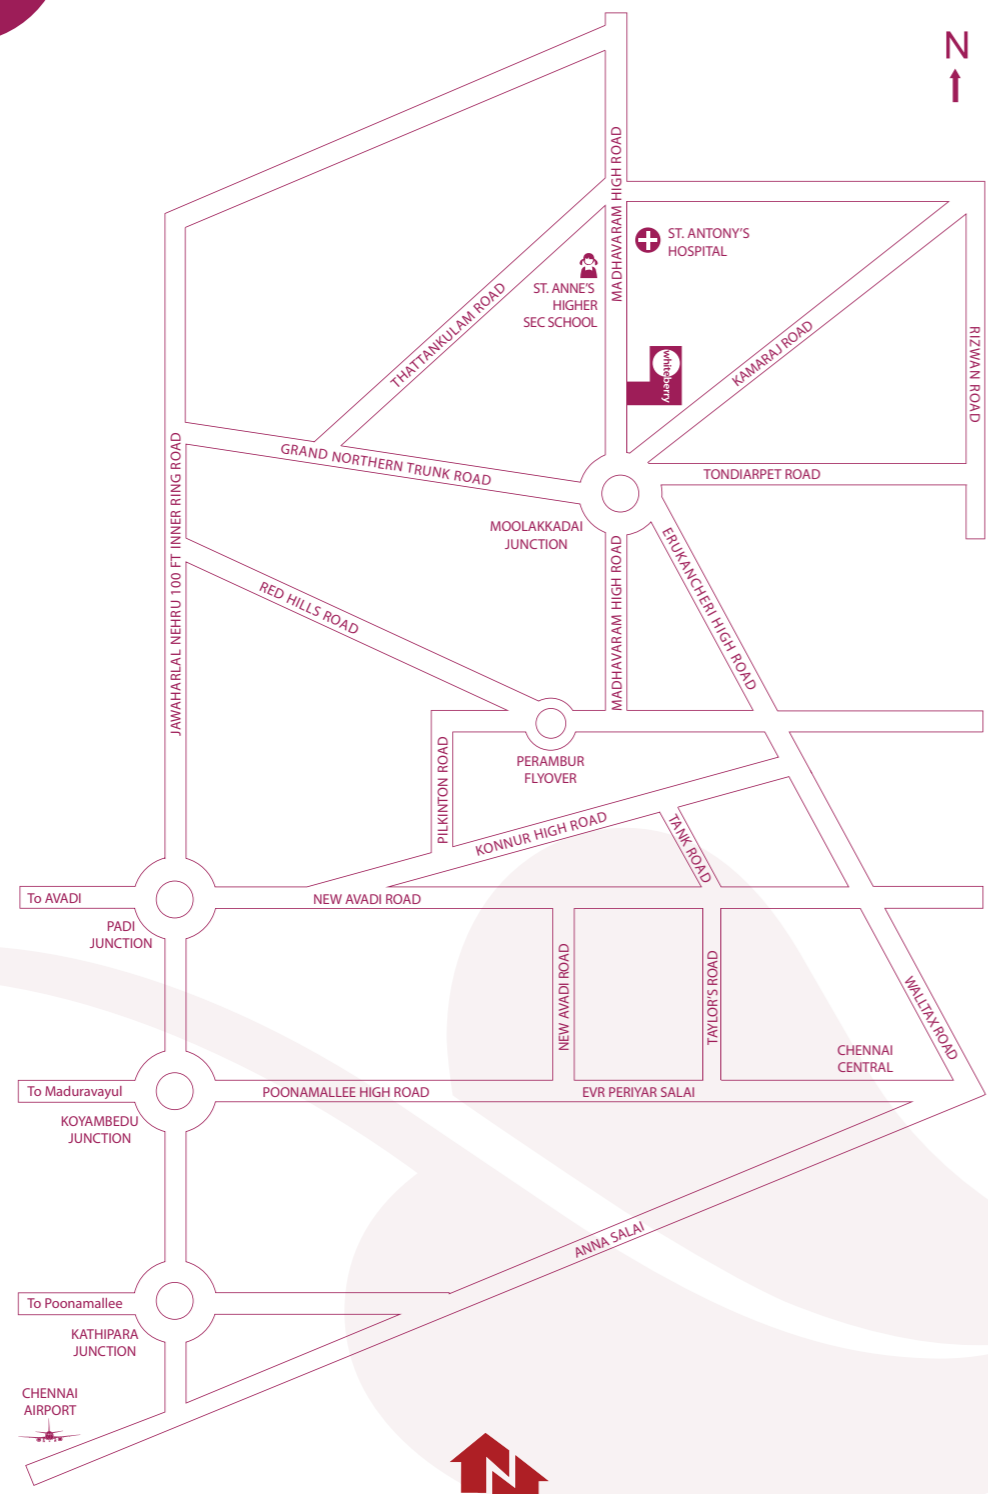 N
MADHAVARAM HIGH ROAD
ST. ANTONY'S
HOSPITAL
ST. ANNE'S
HIGHER
SEC SCHOOL
THATTANKULAM ROAD
whiteberry
KAMARAJ ROAD
RIZWAN ROAD
GRAND NORTHERN TRUNK ROAD
TONDIARPET ROAD
JAWAHARLAL NEHRU 100 FT INNER RING ROAD
MOOLAKKADAI
JUNCTION
MADHAVARAM HIGH ROAD
ERUKANCHERI HIGH ROAD
RED HILLS ROAD
PERAMBUR
FLYOVER
PILKINTON ROAD
KONNUR HIGH ROAD
TANK ROAD
To AVADI
NEW AVADI ROAD
PADI
JUNCTION
NEW AVADI ROAD
TAYLOR'S ROAD
WALLTAX ROAD
CHENNAI
CENTRAL
To Maduravayul
POONAMALLEE HIGH ROAD
EVR PERIYAR SALAI
KOYAMBEDU
JUNCTION
ANNA SALAI
To Poonamallee
KATHIPARA
JUNCTION
CHENNAI
AIRPORT
N